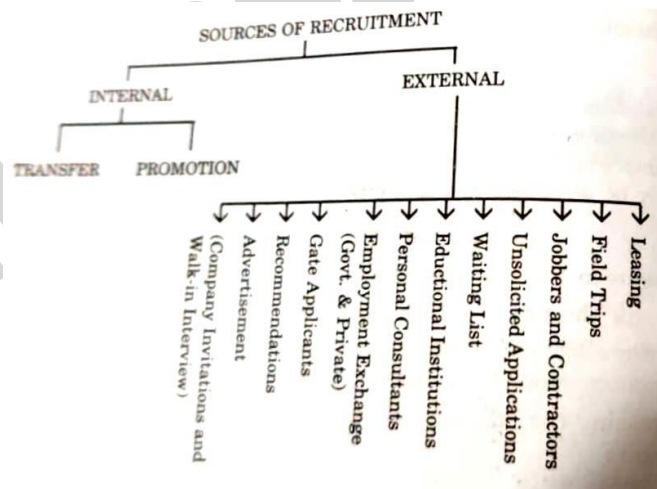 SOURCES OF RECRUITMENT
INTERNAL
EXTERNAL
TRANSFER
PROMOTION
(Company Invitations and
Walk-in Interview)
Advertisement
Recommendations
Gate Applicants
Employment Exchange
(Govt. & Private)
Personal Consultants
Eductional Institutions
Waiting List
Unsolicited Applications
Jobbers and Contractors
Field Trips
Leasing